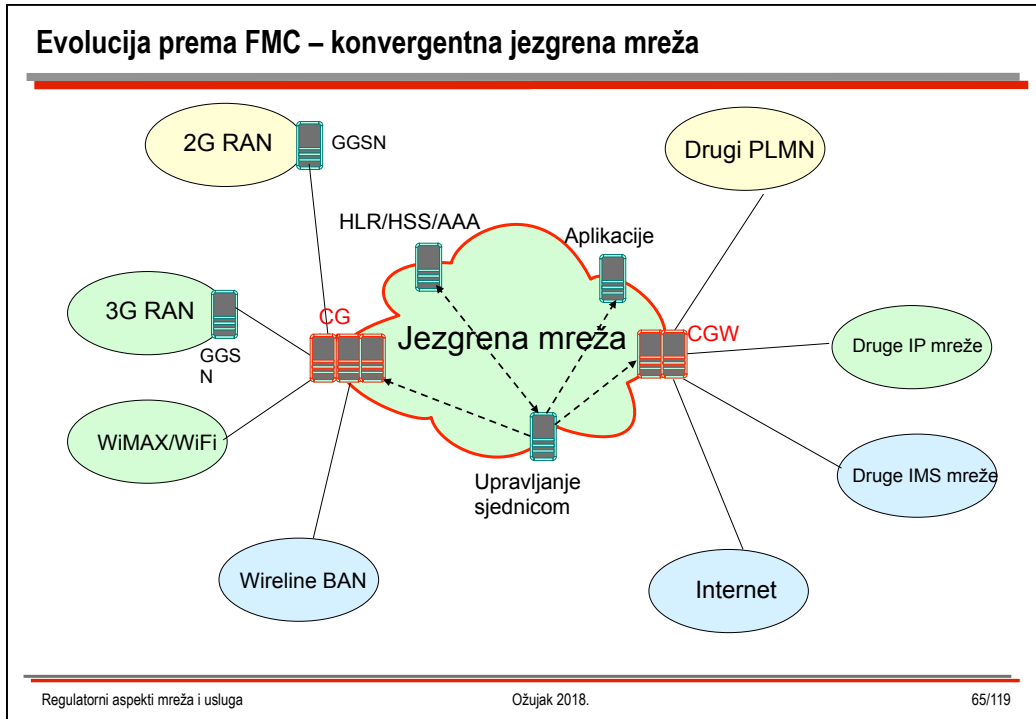 Evolucija prema FMC – konvergentna jezgrena mreža
2G RAN
GGSN
Drugi PLMN
HLR/HSS/AAA
Aplikacije
3G RAN
GGS
N
CG
Jezgrena mreža
CGW
Druge IP mreže
WiMAX/WiFi
Upravljanje
sjednicom
Druge IMS mreže
Wireline BAN
Internet
Regulatorni aspekti mreža i usluga
Ožujak 2018.
65/119